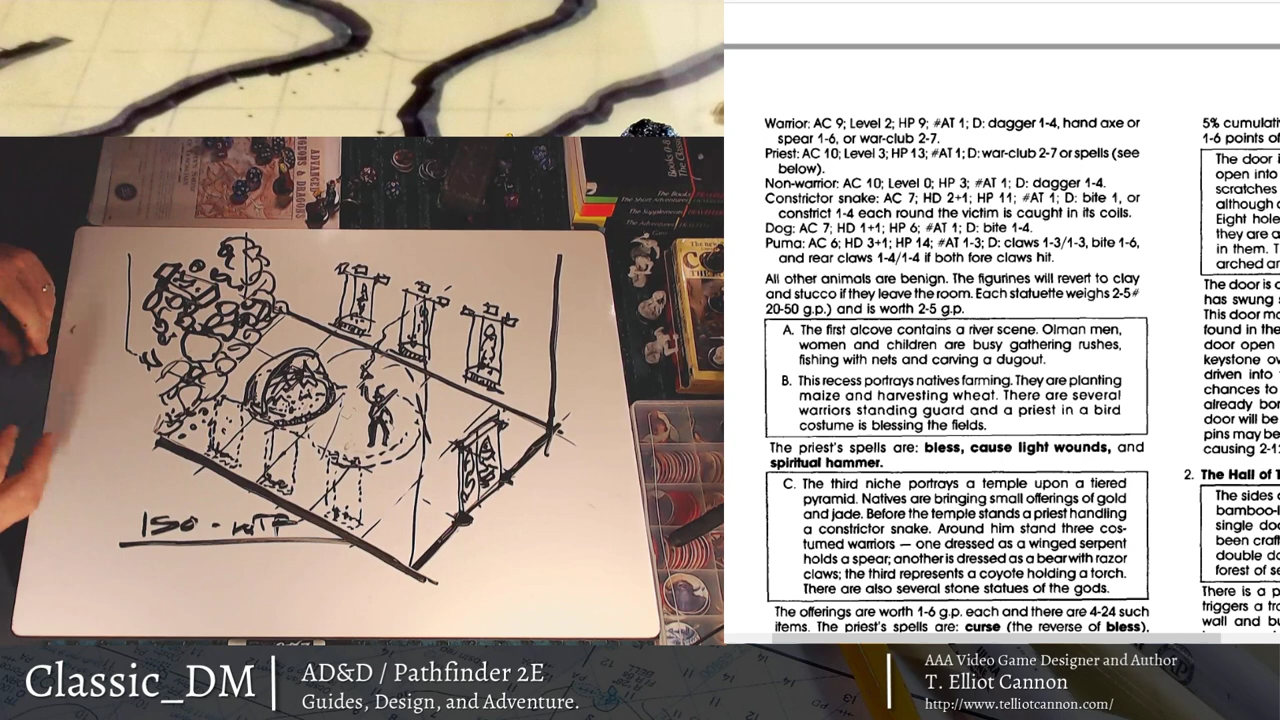 ADVANCED
DUNGEONS & DRAGONS
ISO - WTF
Warrior: AC 9; Level 2; HP 9; #AT 1; D: dagger 1-4, hand axe or
spear 1-6, or war-club 2-7.
Priest: AC 10; Level 3; HP 13; #AT 1; D: war-club 2-7 or spells (see
below).
Non-warrior: AC 10; Level 0; HP 3; #AT 1; D: dagger 1-4.
Constrictor snake: AC 7; HD 2+1; HP 11; #AT 1; D: bite 1, or
constrict 1-4 each round the victim is caught in its coils.
Dog: AC 7; HD 1+1; HP 6; #AT 1; D: bite 1-4.
Puma: AC 6; HD 3+1; HP 14; #AT 1-3; D: claws 1-3/1-3, bite 1-6,
and rear claws 1-4/1-4 if both fore claws hit.
All other animals are benign. The figurines will revert to clay
and stucco if they leave the room. Each statuette weighs 2-5#
20-50 g.p.) and is worth 2-5 g.p.
A. The first alcove contains a river scene. Olman men,
women and children are busy gathering rushes,
fishing with nets and carving a dugout.
B. This recess portrays natives farming. They are planting
maize and harvesting wheat. There are several
warriors standing guard and a priest in a bird
costume is blessing the fields.
The priest's spells are: bless, cause light wounds, and
spiritual hammer.
C. The third niche portrays a temple upon a tiered
pyramid. Natives are bringing small offerings of gold
and jade. Before the temple stands a priest handling
a constrictor snake. Around him stand three cos-
tumed warriors — one dressed as a winged serpent
holds a spear; another is dressed as a bear with razor
claws; the third represents a coyote holding a torch.
There are also several stone statues of the gods.
The offerings are worth 1-6 g.p. each and there are 4-24 such
items. The priest's spells are: curse (the reverse of bless),
5% cumulati
1-6 points of
The door i
open into
scratches
although
Eight hole
they are a
in them. T
arched ar
The door is
has swung
This door mo
found in the
door open
keystone ov
driven into
chances to
already bor
door will be
pins may be
causing 2-1
2. The Hall of T
The sides
bamboo-l
single doo
been craft
double do
forest of se
There is a p
triggers a tra
wall and bu
Classic_DM
AD&D / Pathfinder 2E
Guides, Design, and Adventure.
AAA Video Game Designer and Author
T. Elliot Cannon
http://www.telliotcannon.com/